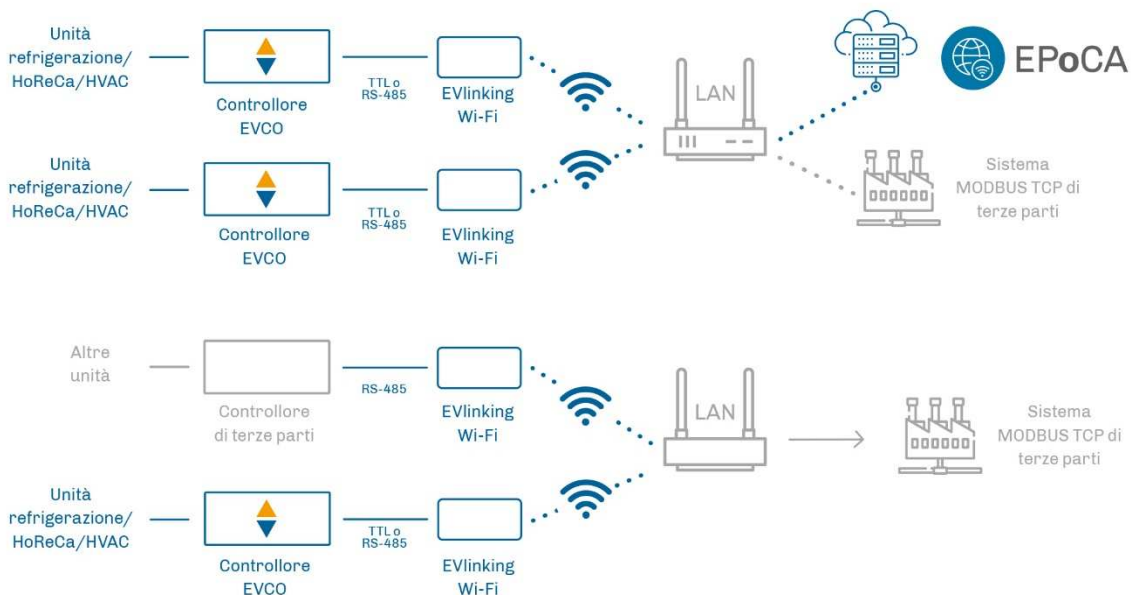 Unità
refrigerazione/
HoReCa/HVAC
Controllore
EVCO
TTL o
RS-485
EVlinking
Wi-Fi
LAN
EPoCA
Unità
refrigerazione/
HoReCa/HVAC
Controllore
EVCO
TTL o
RS-485
EVlinking
Wi-Fi
Sistema
MODBUS TCP di
terze parti
Altre
unità
Controllore
di terze parti
RS-485
EVlinking
Wi-Fi
LAN
Sistema
MODBUS TCP di
terze parti
Unità
refrigerazione/
HoReCa/HVAC
Controllore
EVCO
TTL o
RS-485
EVlinking
Wi-Fi